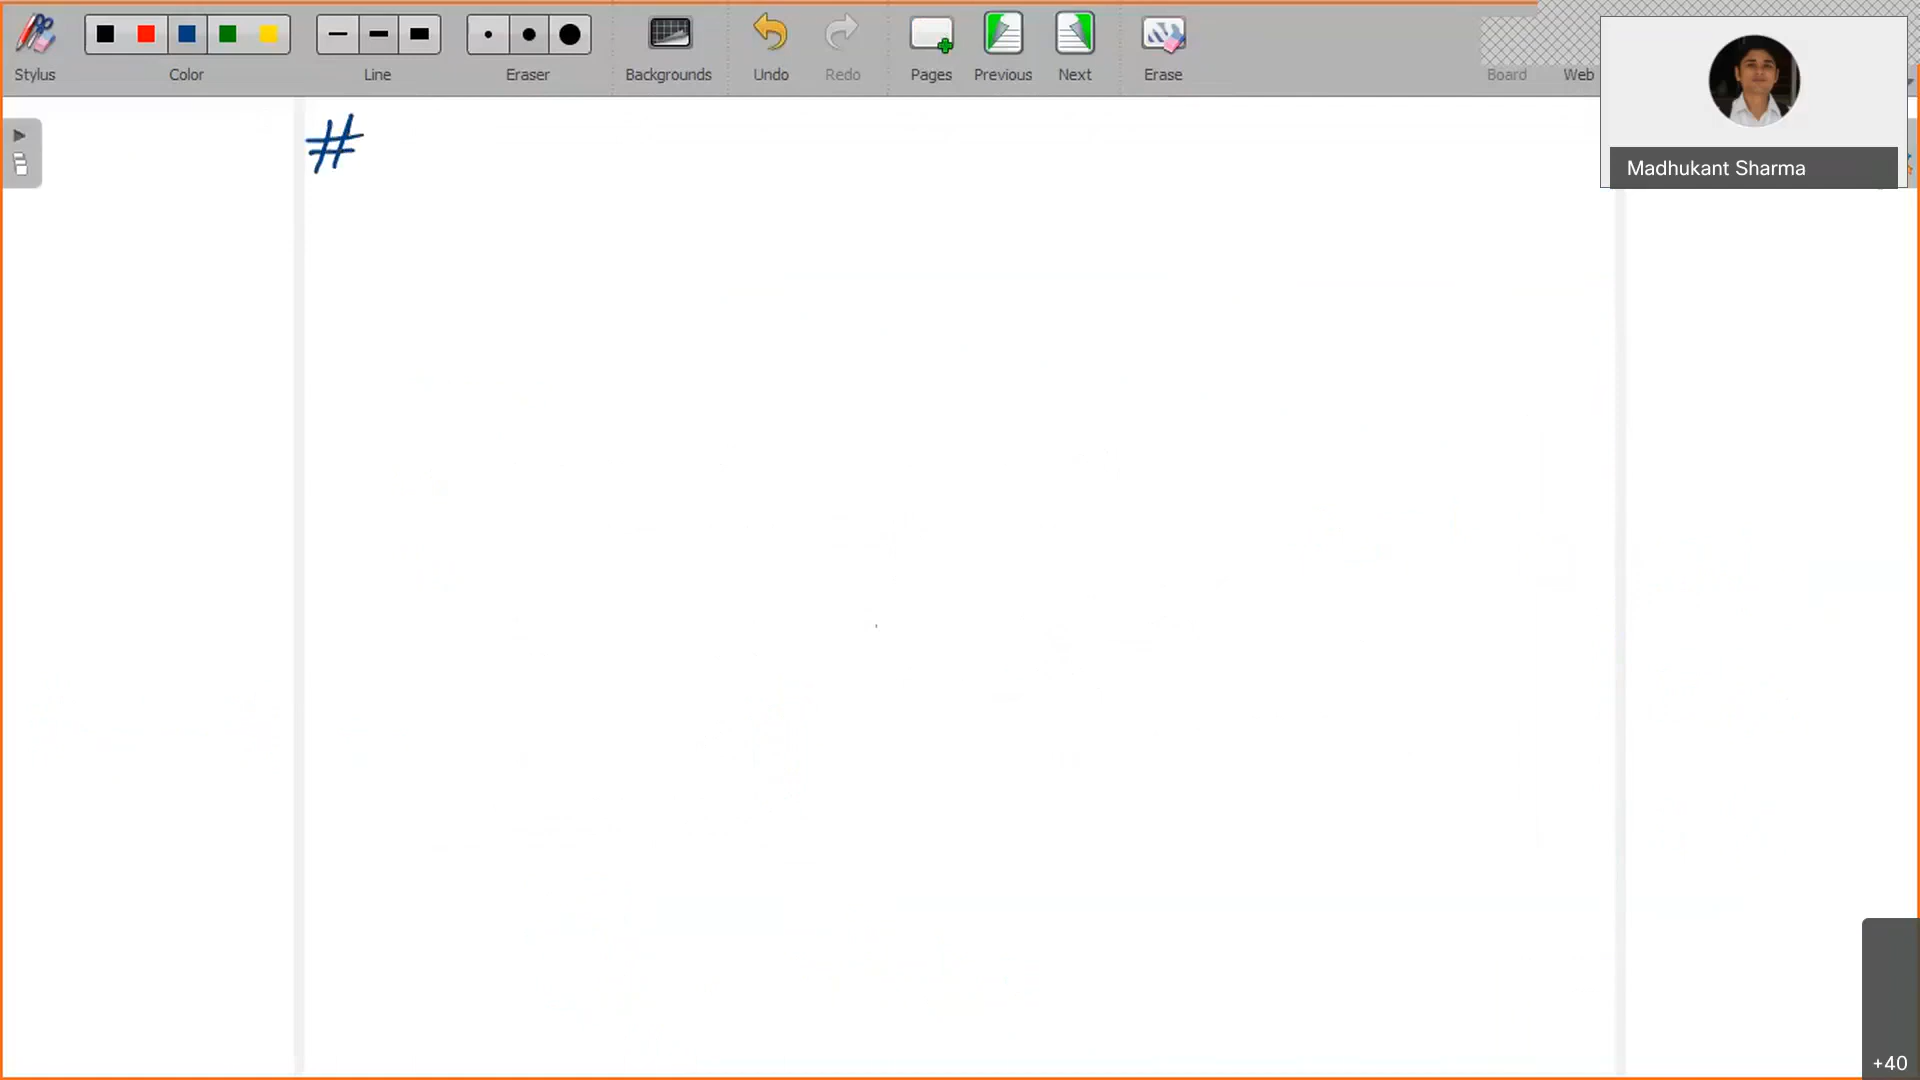 Stylus Color Line Eraser Backgrounds Undo Redo Pages Previous Next Erase Board Web
#
Madhukant Sharma
+40